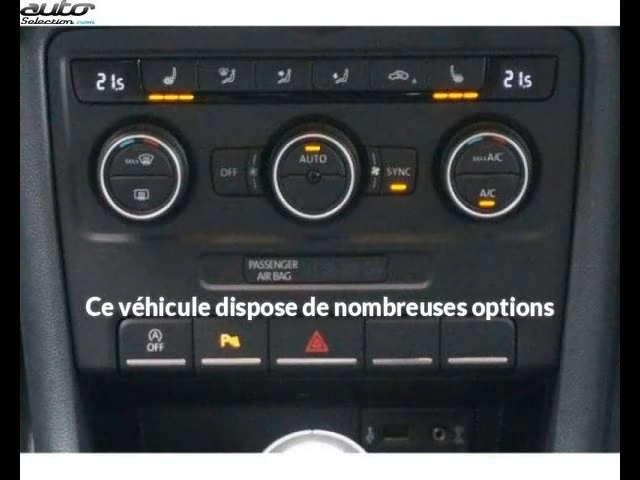 auto
Selection.com
21.5
21.5
MAX
AUTO
MAX A/C
OFF
SYNC
A/C
PASSENGER
AIR BAG
Ce véhicule dispose de nombreuses options
A
OFF
P